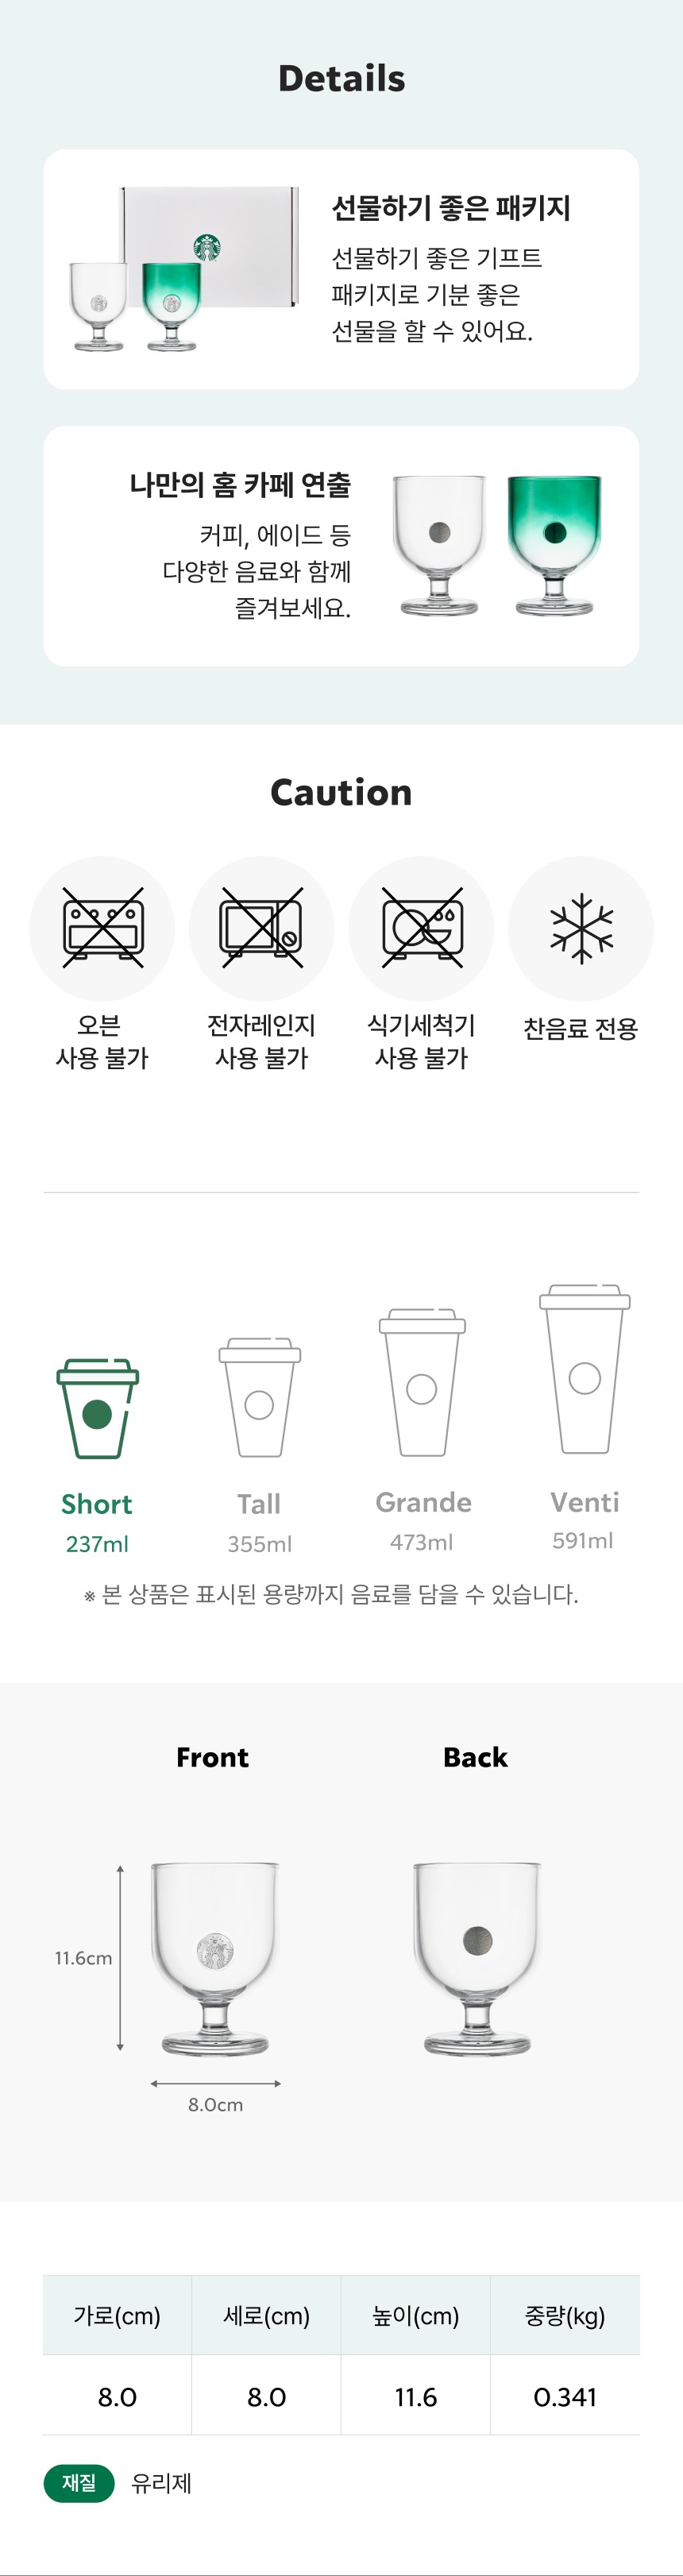 Details
선물하기 좋은 패키지
선물하기 좋은 기프트
패키지로 기분 좋은
선물을 할 수 있어요.
나만의 홈 카페 연출
커피, 에이드 등
다양한 음료와 함께
즐겨보세요.
Caution
오븐
사용 불가
전자레인지
사용 불가
식기세척기
사용 불가
찬음료 전용
Short
237ml
Tall
355ml
Grande
473ml
Venti
591ml
※ 본 상품은 표시된 용량까지 음료를 담을 수 있습니다.
Front
Back
11.6cm
8.0cm
가로(cm) 세로(cm) 높이(cm) 중량(kg)
8.0 8.0 11.6 0.341
재질 유리제